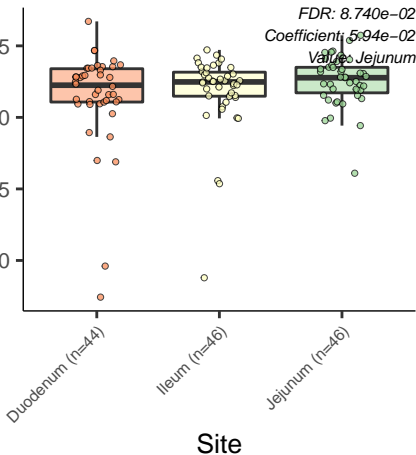 FDR: 8.740e−02
Coefficient: 5.94e−02
Value: Jejunum
5
0
5
0
Duodenum (n=44)
Ileum (n=46)
Jejunum (n=46)
Site